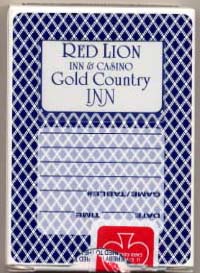 RED LION
INN & CASINO
Gold Country
INN
GAME/TABLE#
DATE
TIME